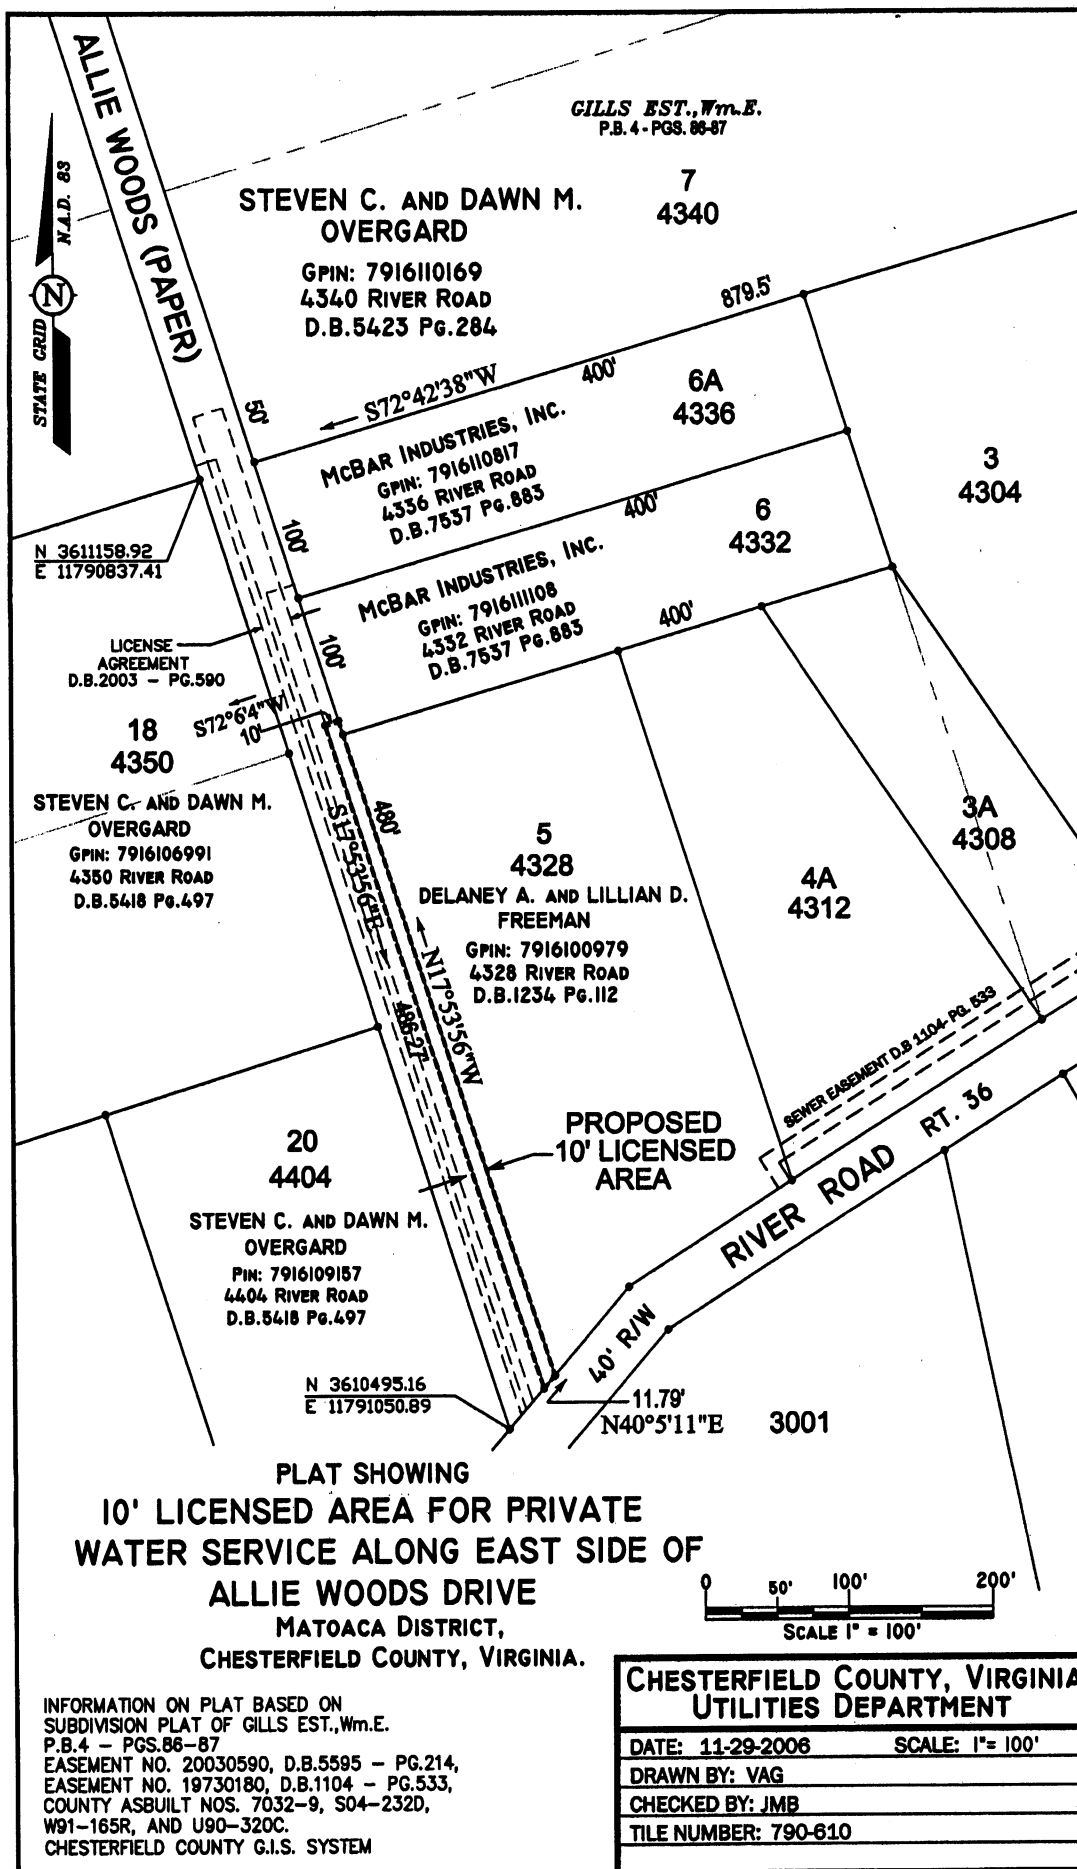 ALLIE WOODS (PAPER)
GILLS EST.,Wm.E.
P.B. 4 - PGS. 86-87
N.A.D. 83
N
STATE GRID
7
4340
STEVEN C. AND DAWN M.
OVERGARD
GPIN: 7916110169
4340 RIVER ROAD
D.B.5423 PG.284
879.5'
50'
S72°42'38"W
400'
6A
4336
MCBAR INDUSTRIES, INC.
GPIN: 7916110817
4336 RIVER ROAD
D.B.7537 PG.883
3
4304
100'
400'
6
4332
N 3611158.92
E 11790837.41
MCBAR INDUSTRIES, INC.
GPIN: 7916111108
4332 RIVER ROAD
D.B.7537 PG.883
100'
400'
LICENSE
AGREEMENT
D.B.2003 - PG.590
S72°6'4"W
10'
18
4350
STEVEN C. AND DAWN M.
OVERGARD
GPIN: 7916106991
4350 RIVER ROAD
D.B.5418 PG.497
480'
S17°53'56"E
486.27'
N17°53'56"W
5
4328
DELANEY A. AND LILLIAN D.
FREEMAN
GPIN: 7916100979
4328 RIVER ROAD
D.B.1234 PG.112
3A
4308
4A
4312
SEWER EASEMENT D.B 1104-PG. 533
PROPOSED
10' LICENSED
AREA
RIVER ROAD RT. 36
20
4404
STEVEN C. AND DAWN M.
OVERGARD
PIN: 7916109157
4404 RIVER ROAD
D.B.5418 PG.497
40' R/W
N 3610495.16
E 11791050.89
11.79'
N40°5'11"E
3001
PLAT SHOWING
10' LICENSED AREA FOR PRIVATE
WATER SERVICE ALONG EAST SIDE OF
ALLIE WOODS DRIVE
MATOACA DISTRICT,
CHESTERFIELD COUNTY, VIRGINIA.
0 50' 100' 200'
SCALE 1" = 100'
INFORMATION ON PLAT BASED ON
SUBDIVISION PLAT OF GILLS EST.,Wm.E.
P.B.4 - PGS.86-87
EASEMENT NO. 20030590, D.B.5595 - PG.214,
EASEMENT NO. 19730180, D.B.1104 - PG.533,
COUNTY ASBUILT NOS. 7032-9, S04-232D,
W91-165R, AND U90-320C.
CHESTERFIELD COUNTY G.I.S. SYSTEM
CHESTERFIELD COUNTY, VIRGINIA
UTILITIES DEPARTMENT
DATE: 11-29-2006 SCALE: 1"= 100'
DRAWN BY: VAG
CHECKED BY: JMB
TILE NUMBER: 790-610